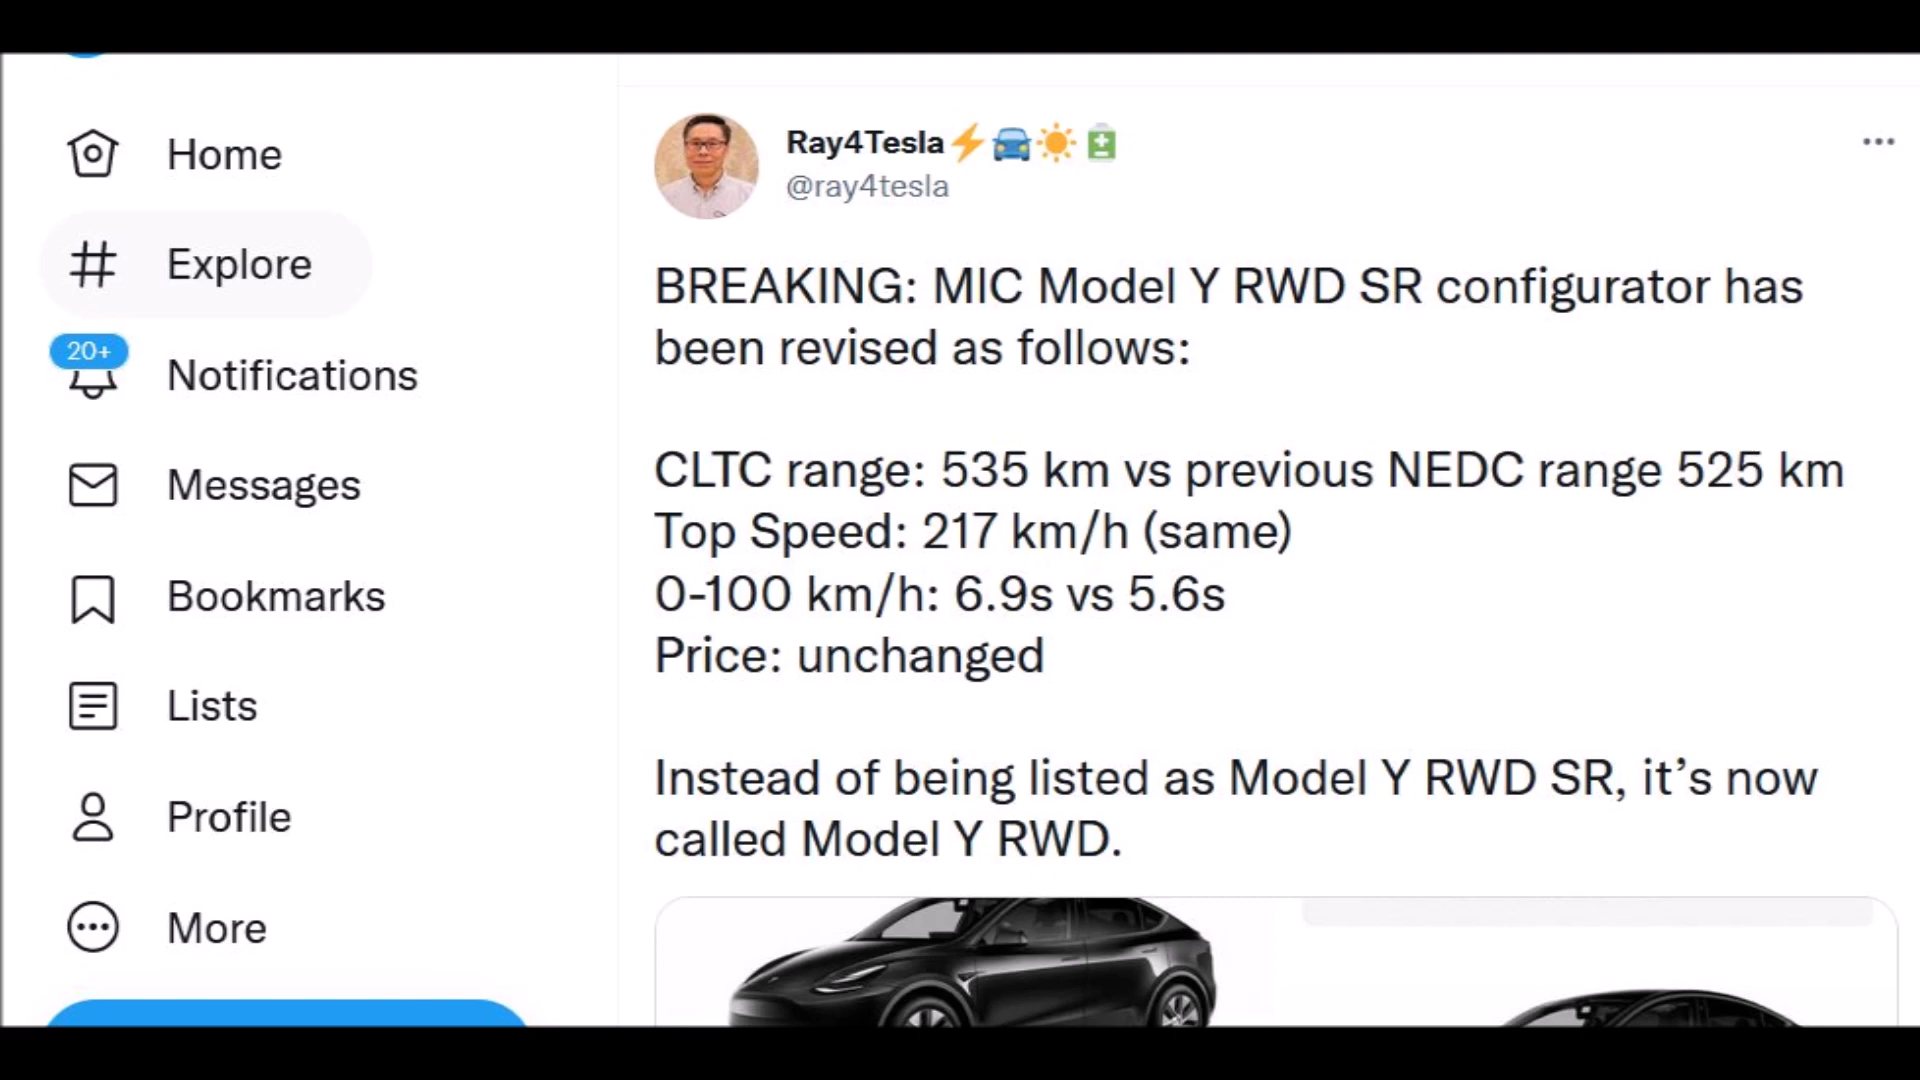 Home
Explore
20+
Notifications
Messages
Bookmarks
Lists
Profile
More
Ray4Tesla⚡🚘☀️🔋
@ray4tesla
BREAKING: MIC Model Y RWD SR configurator has
been revised as follows:
CLTC range: 535 km vs previous NEDC range 525 km
Top Speed: 217 km/h (same)
0-100 km/h: 6.9s vs 5.6s
Price: unchanged
Instead of being listed as Model Y RWD SR, it’s now
called Model Y RWD.